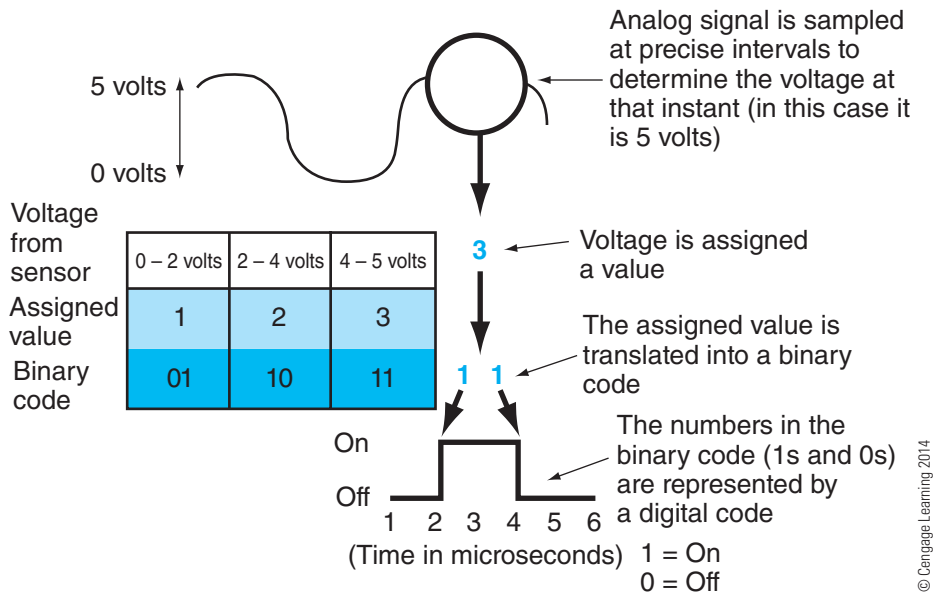 Analog signal is sampled
at precise intervals to
determine the voltage at
that instant (in this case it
is 5 volts)
5 volts
0 volts
Voltage
from
sensor
0 – 2 volts
2 – 4 volts
4 – 5 volts
Assigned
value
1
2
3
Binary
code
01
10
11
3
Voltage is assigned
a value
The assigned value is
translated into a binary
code
1 1
The numbers in the
binary code (1s and 0s)
are represented by
a digital code
On
Off
1 2 3 4 5 6
(Time in microseconds)
1 = On
0 = Off
© Cengage Learning 2014